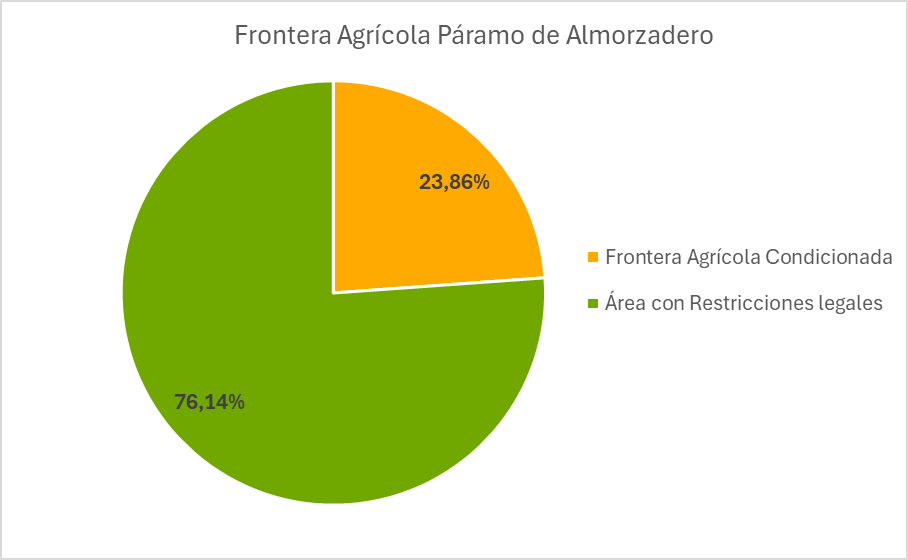 Frontera Agrícola Páramo de Almorzadero
23,86%
Frontera Agrícola Condicionada
Área con Restricciones legales
76,14%